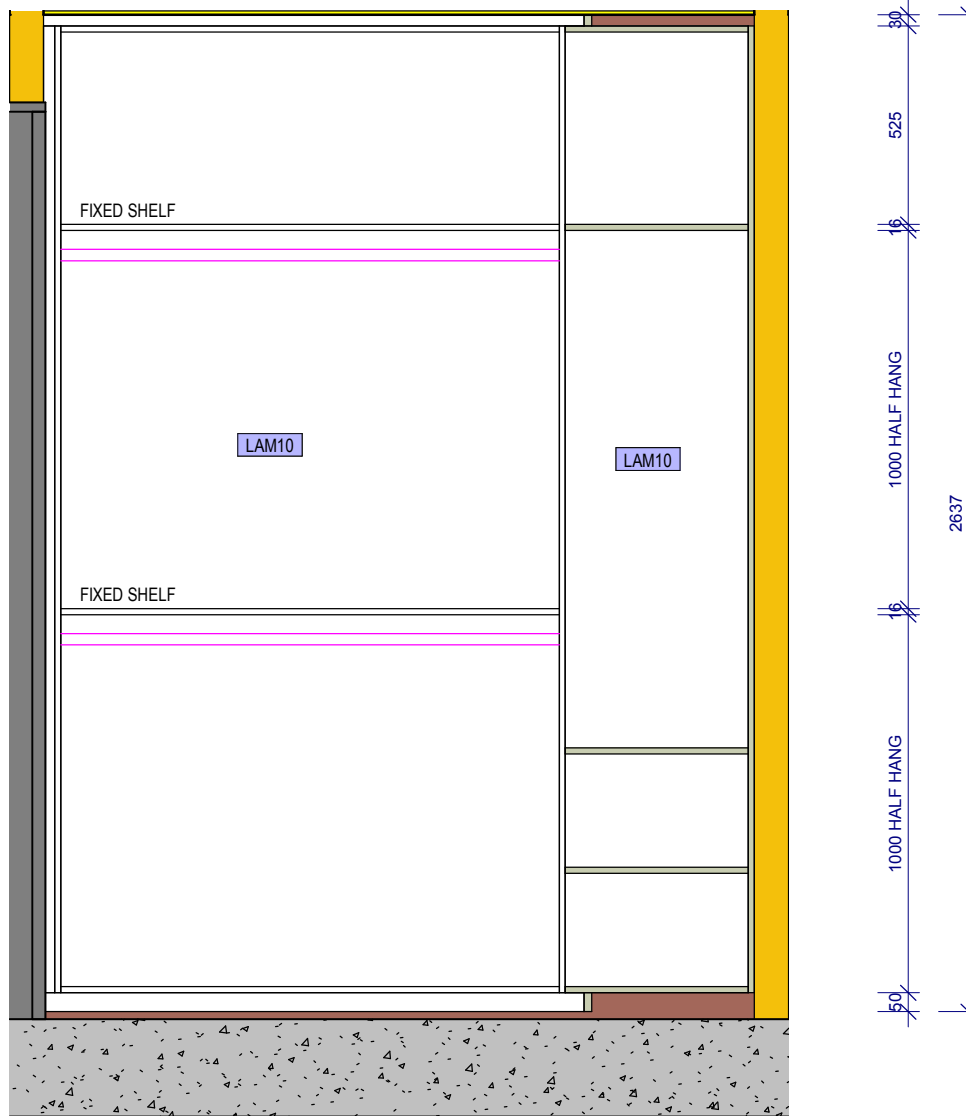 30
525
FIXED SHELF
16
1000 HALF HANG
LAM10
LAM10
2637
FIXED SHELF
16
1000 HALF HANG
50